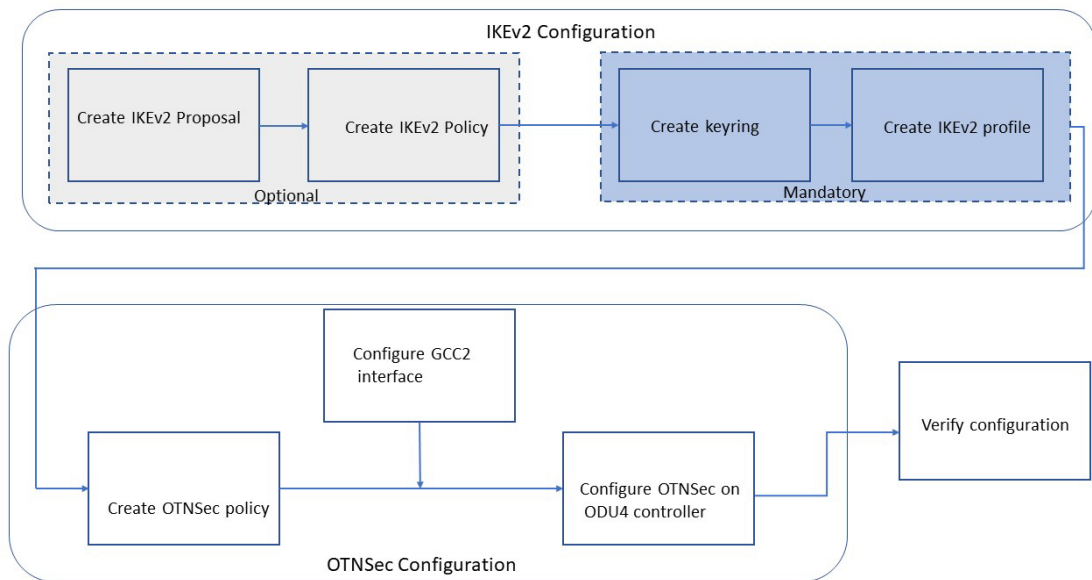 IKEv2 Configuration
Create IKEv2 Proposal
Create IKEv2 Policy
Optional
Create keyring
Create IKEv2 profile
Mandatory
Configure GCC2
interface
Create OTNSec policy
Configure OTNSec on
ODU4 controller
Verify configuration
OTNSec Configuration